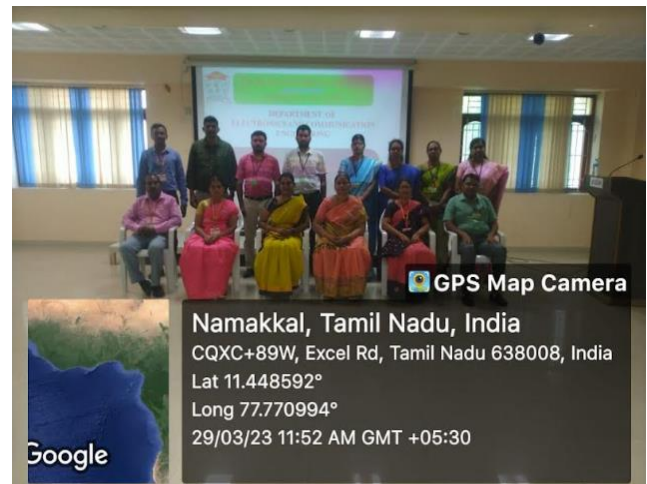 DEPARTMENT OF
ELECTRONICS AND COMMUNICATION
ENGINEERING
GPS Map Camera
Namakkal, Tamil Nadu, India
CQXC+89W, Excel Rd, Tamil Nadu 638008, India
Lat 11.448592°
Long 77.770994°
29/03/23 11:52 AM GMT +05:30
Google